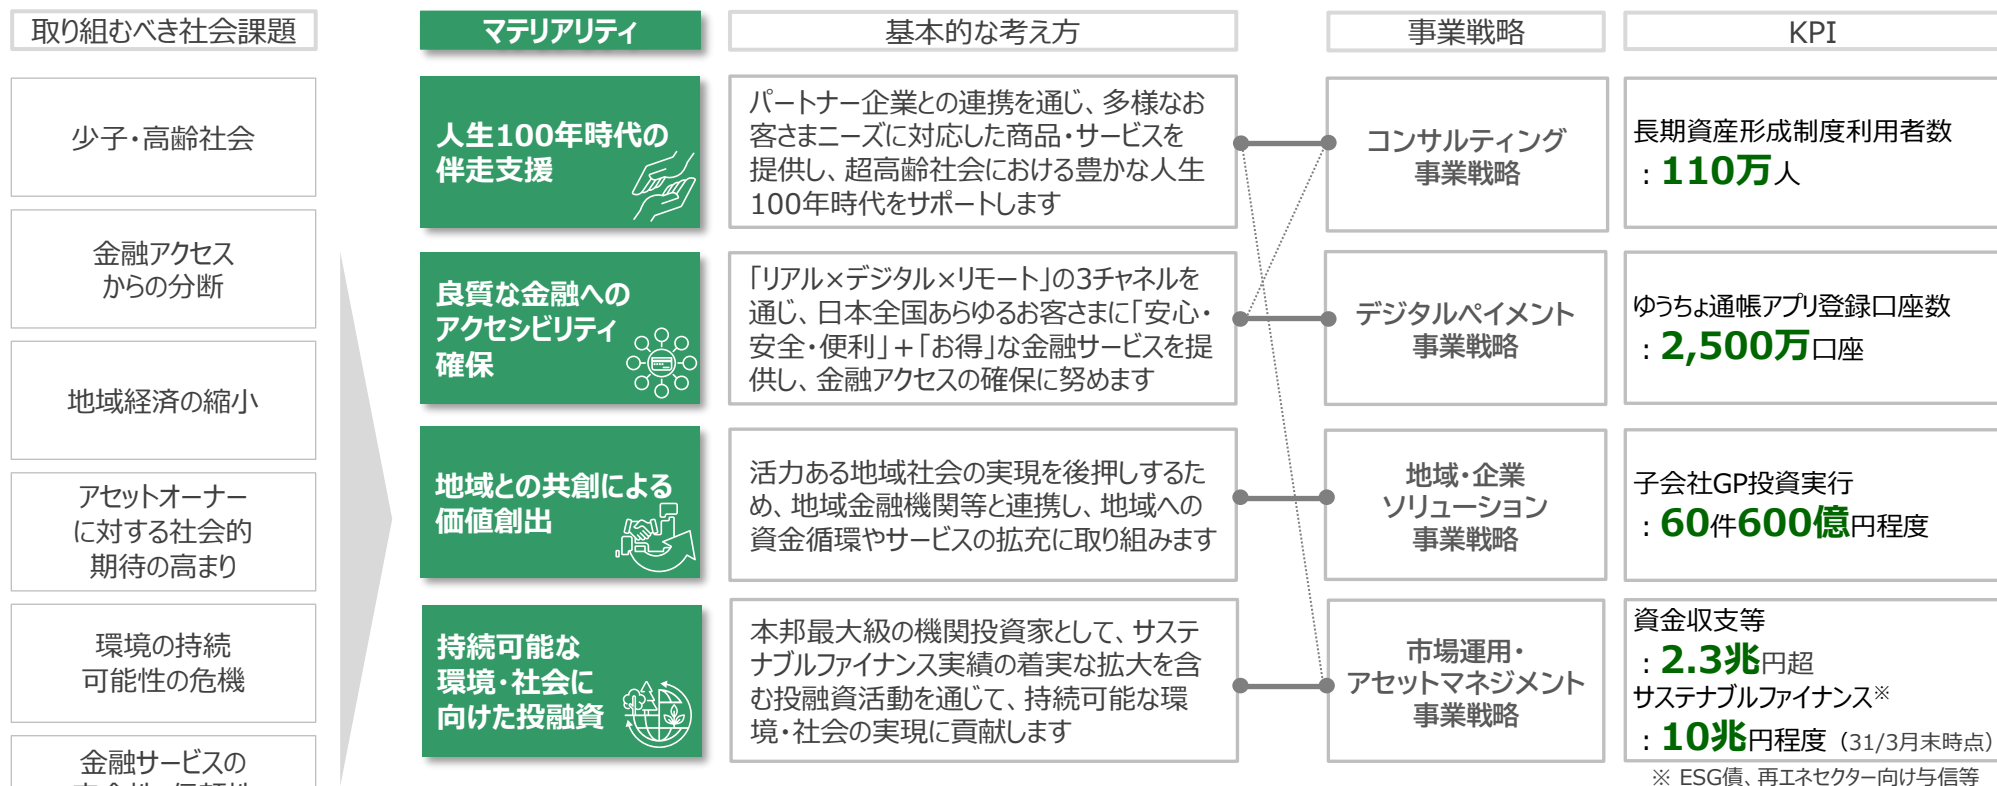 取り組むべき社会課題
マテリアリティ
基本的な考え方
事業戦略
KPI
少子・高齢社会
金融アクセス
からの分断
地域経済の縮小
アセットオーナー
に対する社会的
期待の高まり
環境の持続
可能性の危機
金融サービスの
人生100年時代の
伴走支援
パートナー企業との連携を通じ、多様なお
客さまニーズに対応した商品・サービスを
提供し、超高齢社会における豊かな人生
100年時代をサポートします
コンサルティング
事業戦略
長期資産形成制度利用者数
：110万人
良質な金融への
アクセシビリティ
確保
「リアル×デジタル×リモート」の3チャネルを
通じ、日本全国あらゆるお客さまに「安心・
安全・便利」＋「お得」な金融サービスを提
供し、金融アクセスの確保に努めます
デジタルペイメント
事業戦略
ゆうちょ通帳アプリ登録口座数
：2,500万口座
地域との共創による
価値創出
活力ある地域社会の実現を後押しするた
め、地域金融機関等と連携し、地域への
資金循環やサービスの拡充に取り組みます
地域・企業
ソリューション
事業戦略
子会社GP投資実行
：60件600億円程度
持続可能な
環境・社会に
向けた投融資
本邦最大級の機関投資家として、サステ
ナブルファイナンス実績の着実な拡大を含
む投融資活動を通じて、持続可能な環
境・社会の実現に貢献します
市場運用・
アセットマネジメント
事業戦略
資金収支等
：2.3兆円超
サステナブルファイナンス※
：10兆円程度（31/3月末時点）
※ ESG債、再エネセクター向け与信等